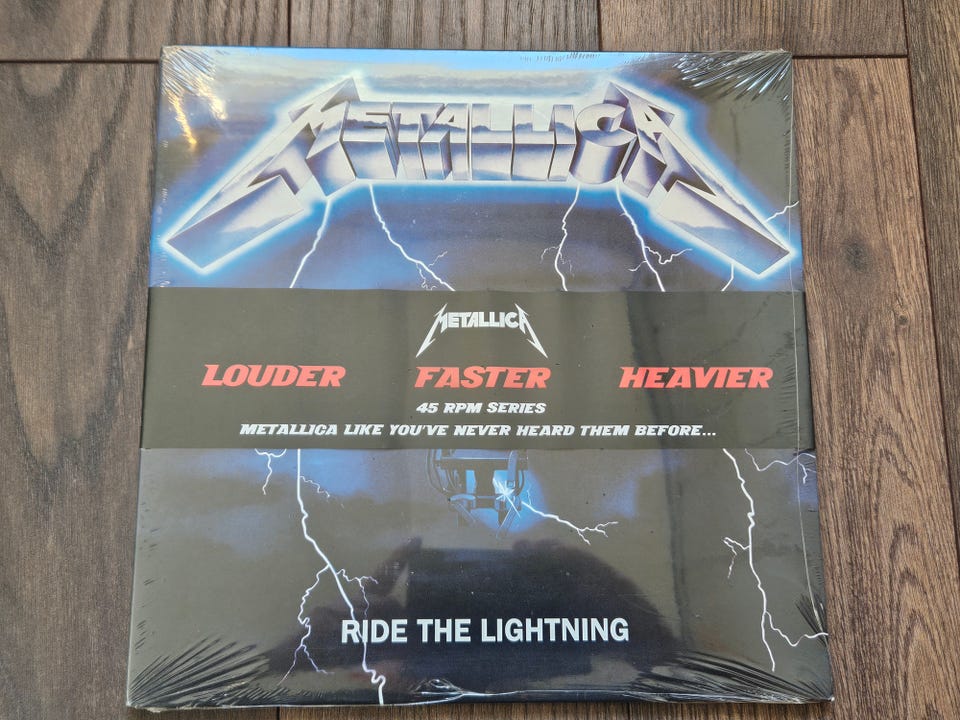 METALLICA
METALLICA
LOUDER FASTER HEAVIER
45 RPM SERIES
METALLICA LIKE YOU'VE NEVER HEARD THEM BEFORE...
RIDE THE LIGHTNING